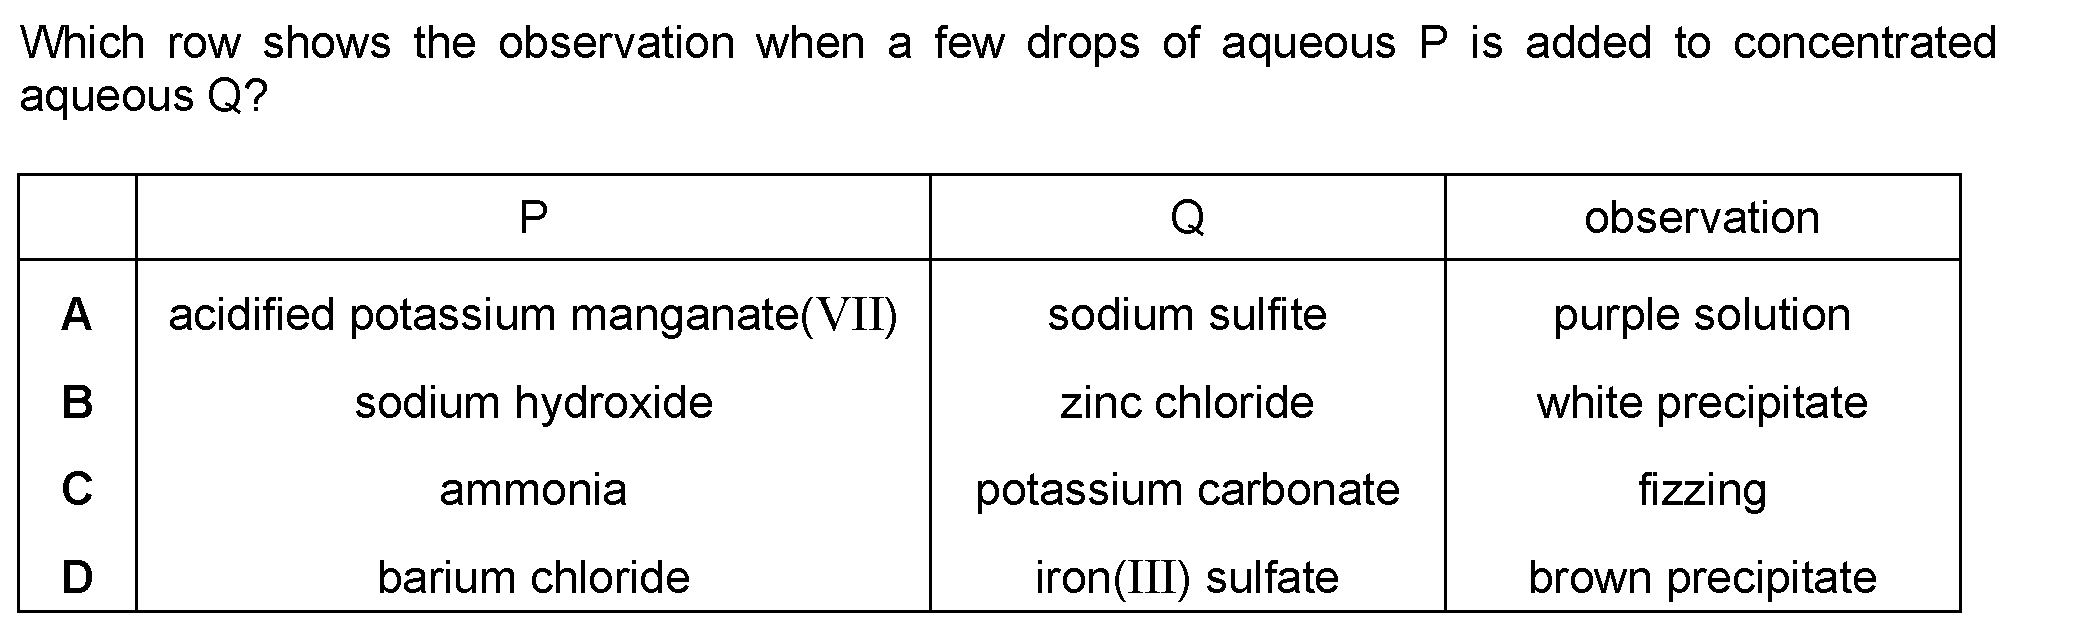 Which row shows the observation when a few drops of aqueous P is added to concentrated
aqueous Q?
P Q observation
A acidified potassium manganate(VII) sodium sulfite purple solution
B sodium hydroxide zinc chloride white precipitate
C ammonia potassium carbonate fizzing
D barium chloride iron(III) sulfate brown precipitate